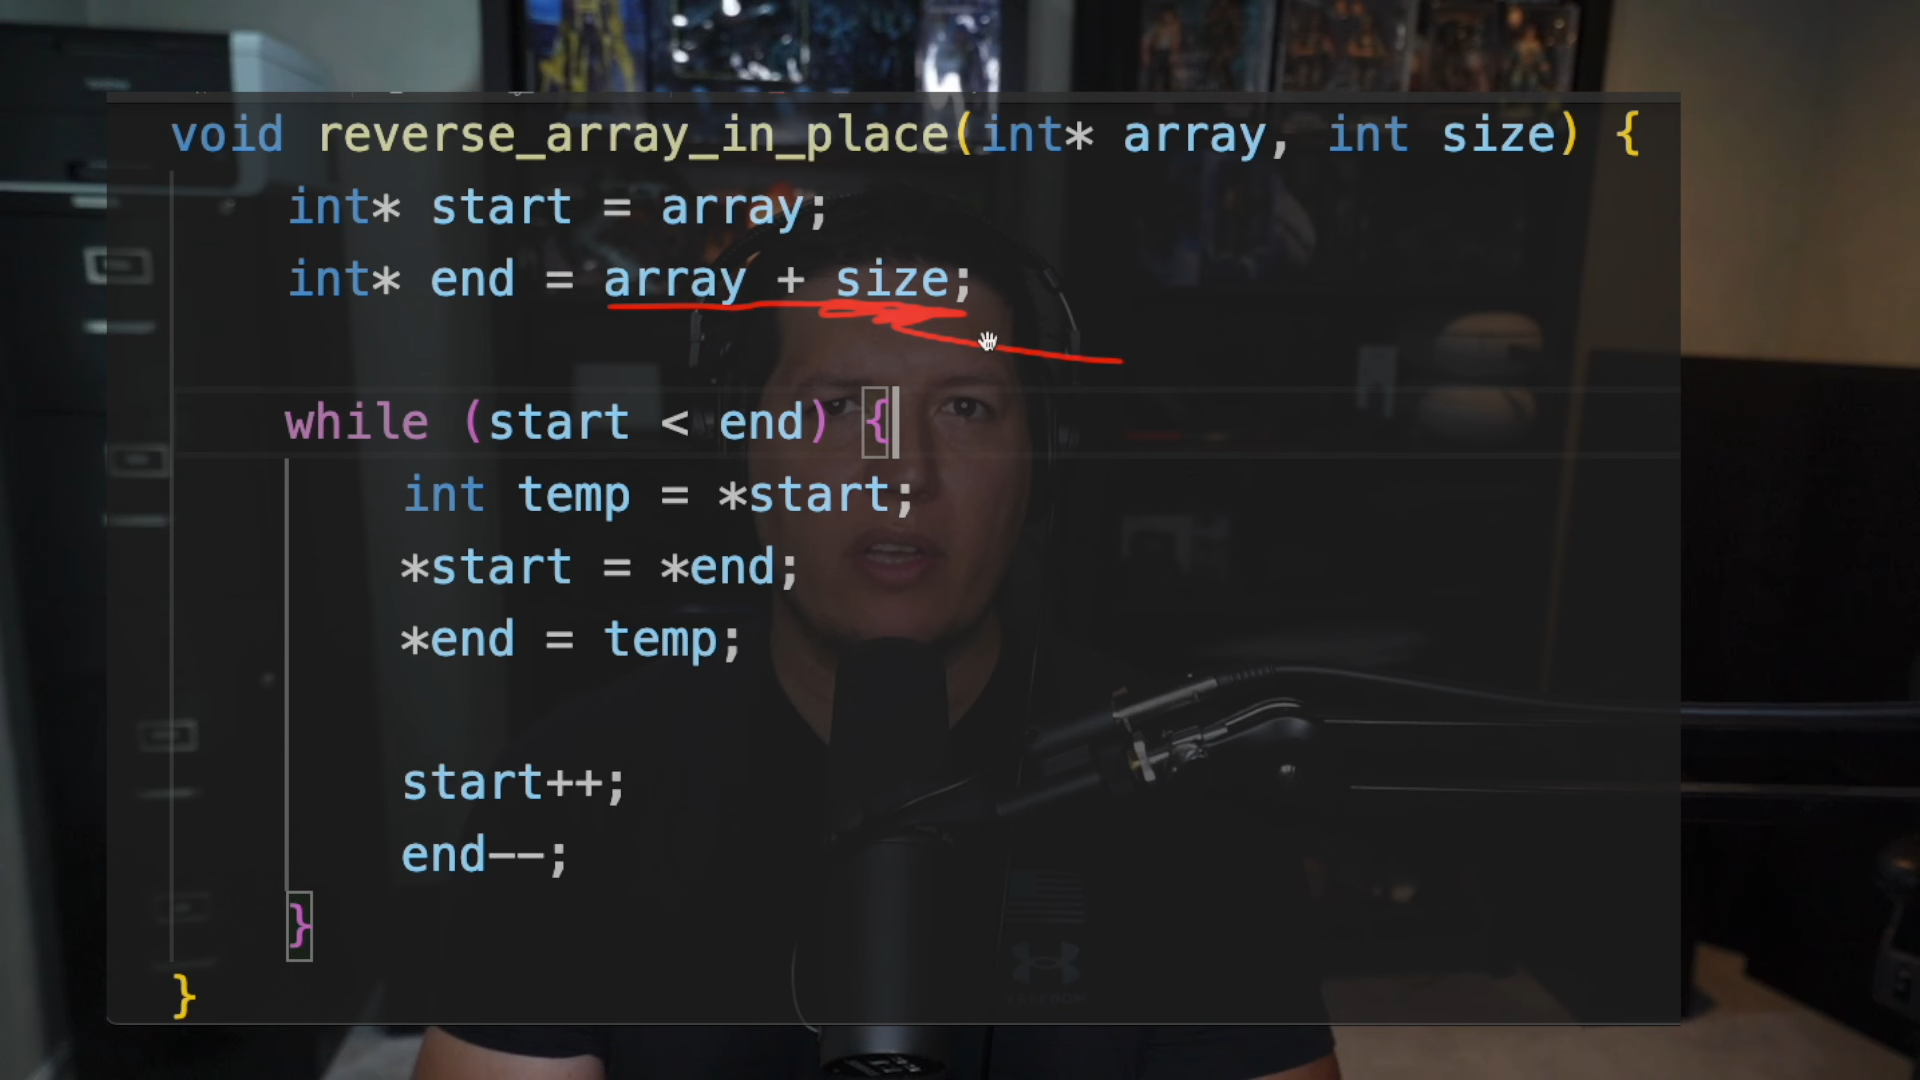 void reverse_array_in_place(int* array, int size) {
int* start = array;
int* end = array + size;
while (start < end) {
int temp = *start;
*start = *end;
*end = temp;
start++;
end--;
}
}